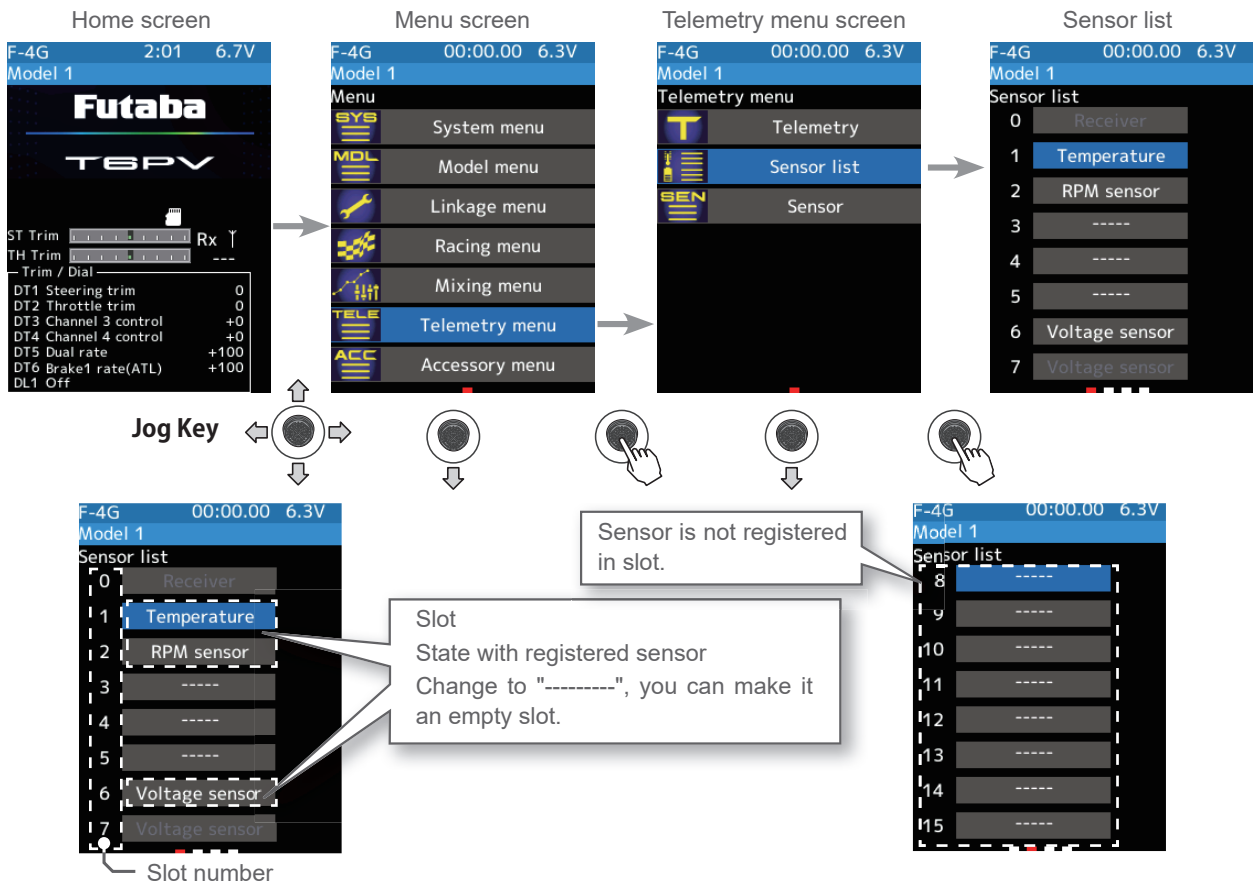 Home screen
Menu screen
Telemetry menu screen
Sensor list
F-4G 2:01 6.7V
Model 1
Futaba
T6PV
ST Trim
Rx
TH Trim
---
Trim / Dial
DT1 Steering trim 0
DT2 Throttle trim 0
DT3 Channel 3 control +0
DT4 Channel 4 control +0
DT5 Dual rate +100
DT6 Brake1 rate(ATL) +100
DL1 Off
F-4G 00:00.00 6.3V
Model 1
Menu
SYS System menu
MDL Model menu
Linkage menu
Racing menu
Mixing menu
TELE Telemetry menu
ACC Accessory menu
F-4G 00:00.00 6.3V
Model 1
Telemetry menu
T Telemetry
Sensor list
SEN Sensor
F-4G 00:00.00 6.3V
Model 1
Sensor list
0 Receiver
1 Temperature
2 RPM sensor
3 -----
4 -----
5 -----
6 Voltage sensor
7 Voltage sensor
Jog Key
F-4G 00:00.00 6.3V
Model 1
Sensor list
0 Receiver
1 Temperature
2 RPM sensor
3 -----
4 -----
5 -----
6 Voltage sensor
7 Voltage sensor
Slot number
Slot
State with registered sensor
Change to "---------", you can make it
an empty slot.
Sensor is not registered
in slot.
F-4G 00:00.00 6.3V
Model 1
Sensor list
8 -----
9 -----
10 -----
11 -----
12 -----
13 -----
14 -----
15 -----